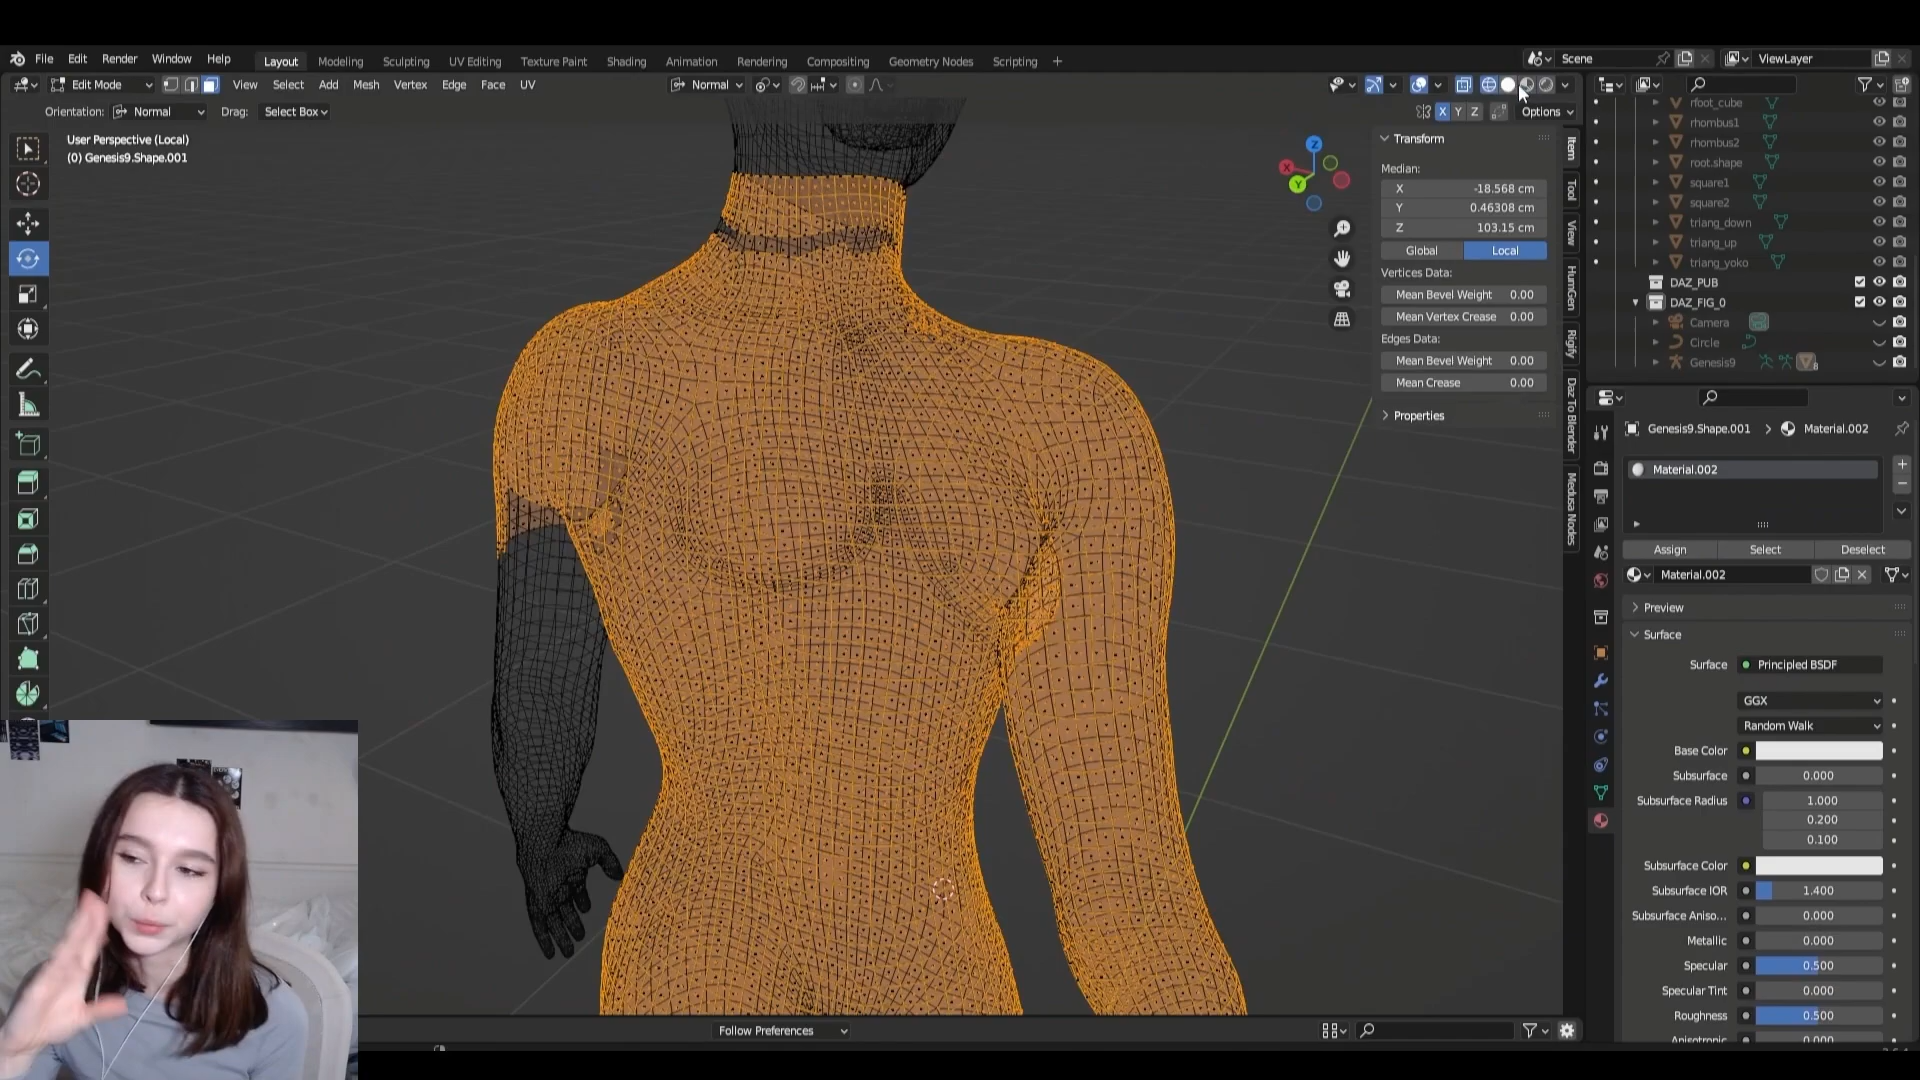 File Edit Render Window Help Layout Modeling Sculpting UV Editing Texture Paint Shading Animation Rendering Compositing Geometry Nodes Scripting + Scene ViewLayer
Edit Mode View Select Add Mesh Vertex Edge Face UV Normal
Orientation: Normal Drag: Select Box X Y Z Options
User Perspective (Local)
(0) Genesis9.Shape.001
Z
X
Y
Transform
Median:
X -18.568 cm
Y 0.46308 cm
Z 103.15 cm
Global Local
Vertices Data:
Mean Bevel Weight 0.00
Mean Vertex Crease 0.00
Edges Data:
Mean Bevel Weight 0.00
Mean Crease 0.00
Properties
Item
Tool
View
HumGen
Rigify
Daz To Blender
Medusa Nodes
rfoot_cube
rhombus1
rhombus2
root.shape
square1
square2
triang_down
triang_up
triang_yoko
DAZ_PUB
DAZ_FIG_0
Camera
Circle
Genesis9
Genesis9.Shape.001 > Material.002
Material.002
Assign Select Deselect
Material.002
Preview
Surface
Surface Principled BSDF
GGX
Random Walk
Base Color
Subsurface 0.000
Subsurface Radius 1.000
0.200
0.100
Subsurface Color
Subsurface IOR 1.400
Subsurface Aniso... 0.000
Metallic 0.000
Specular 0.500
Specular Tint 0.000
Roughness 0.500
Anisotropic 0.000
Follow Preferences